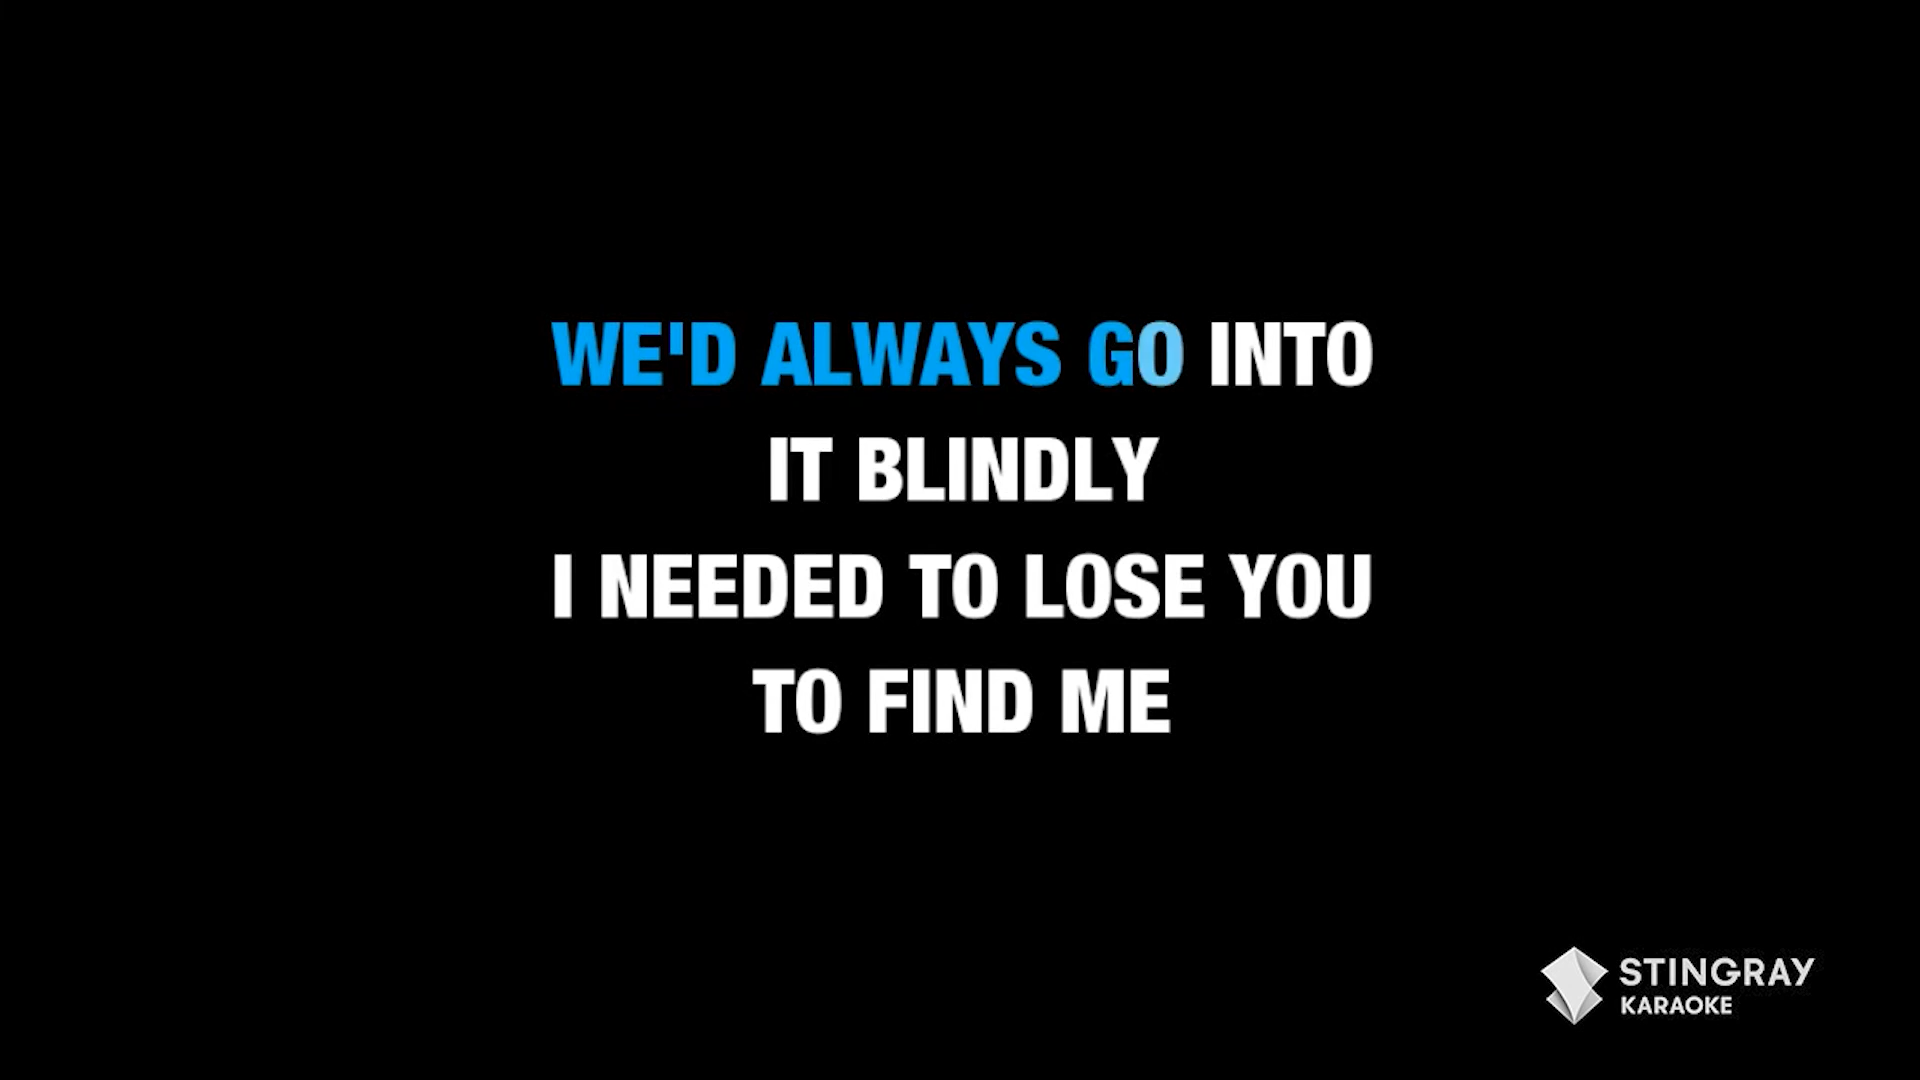 WE'D ALWAYS GO INTO
IT BLINDLY
I NEEDED TO LOSE YOU
TO FIND ME
STINGRAY
KARAOKE